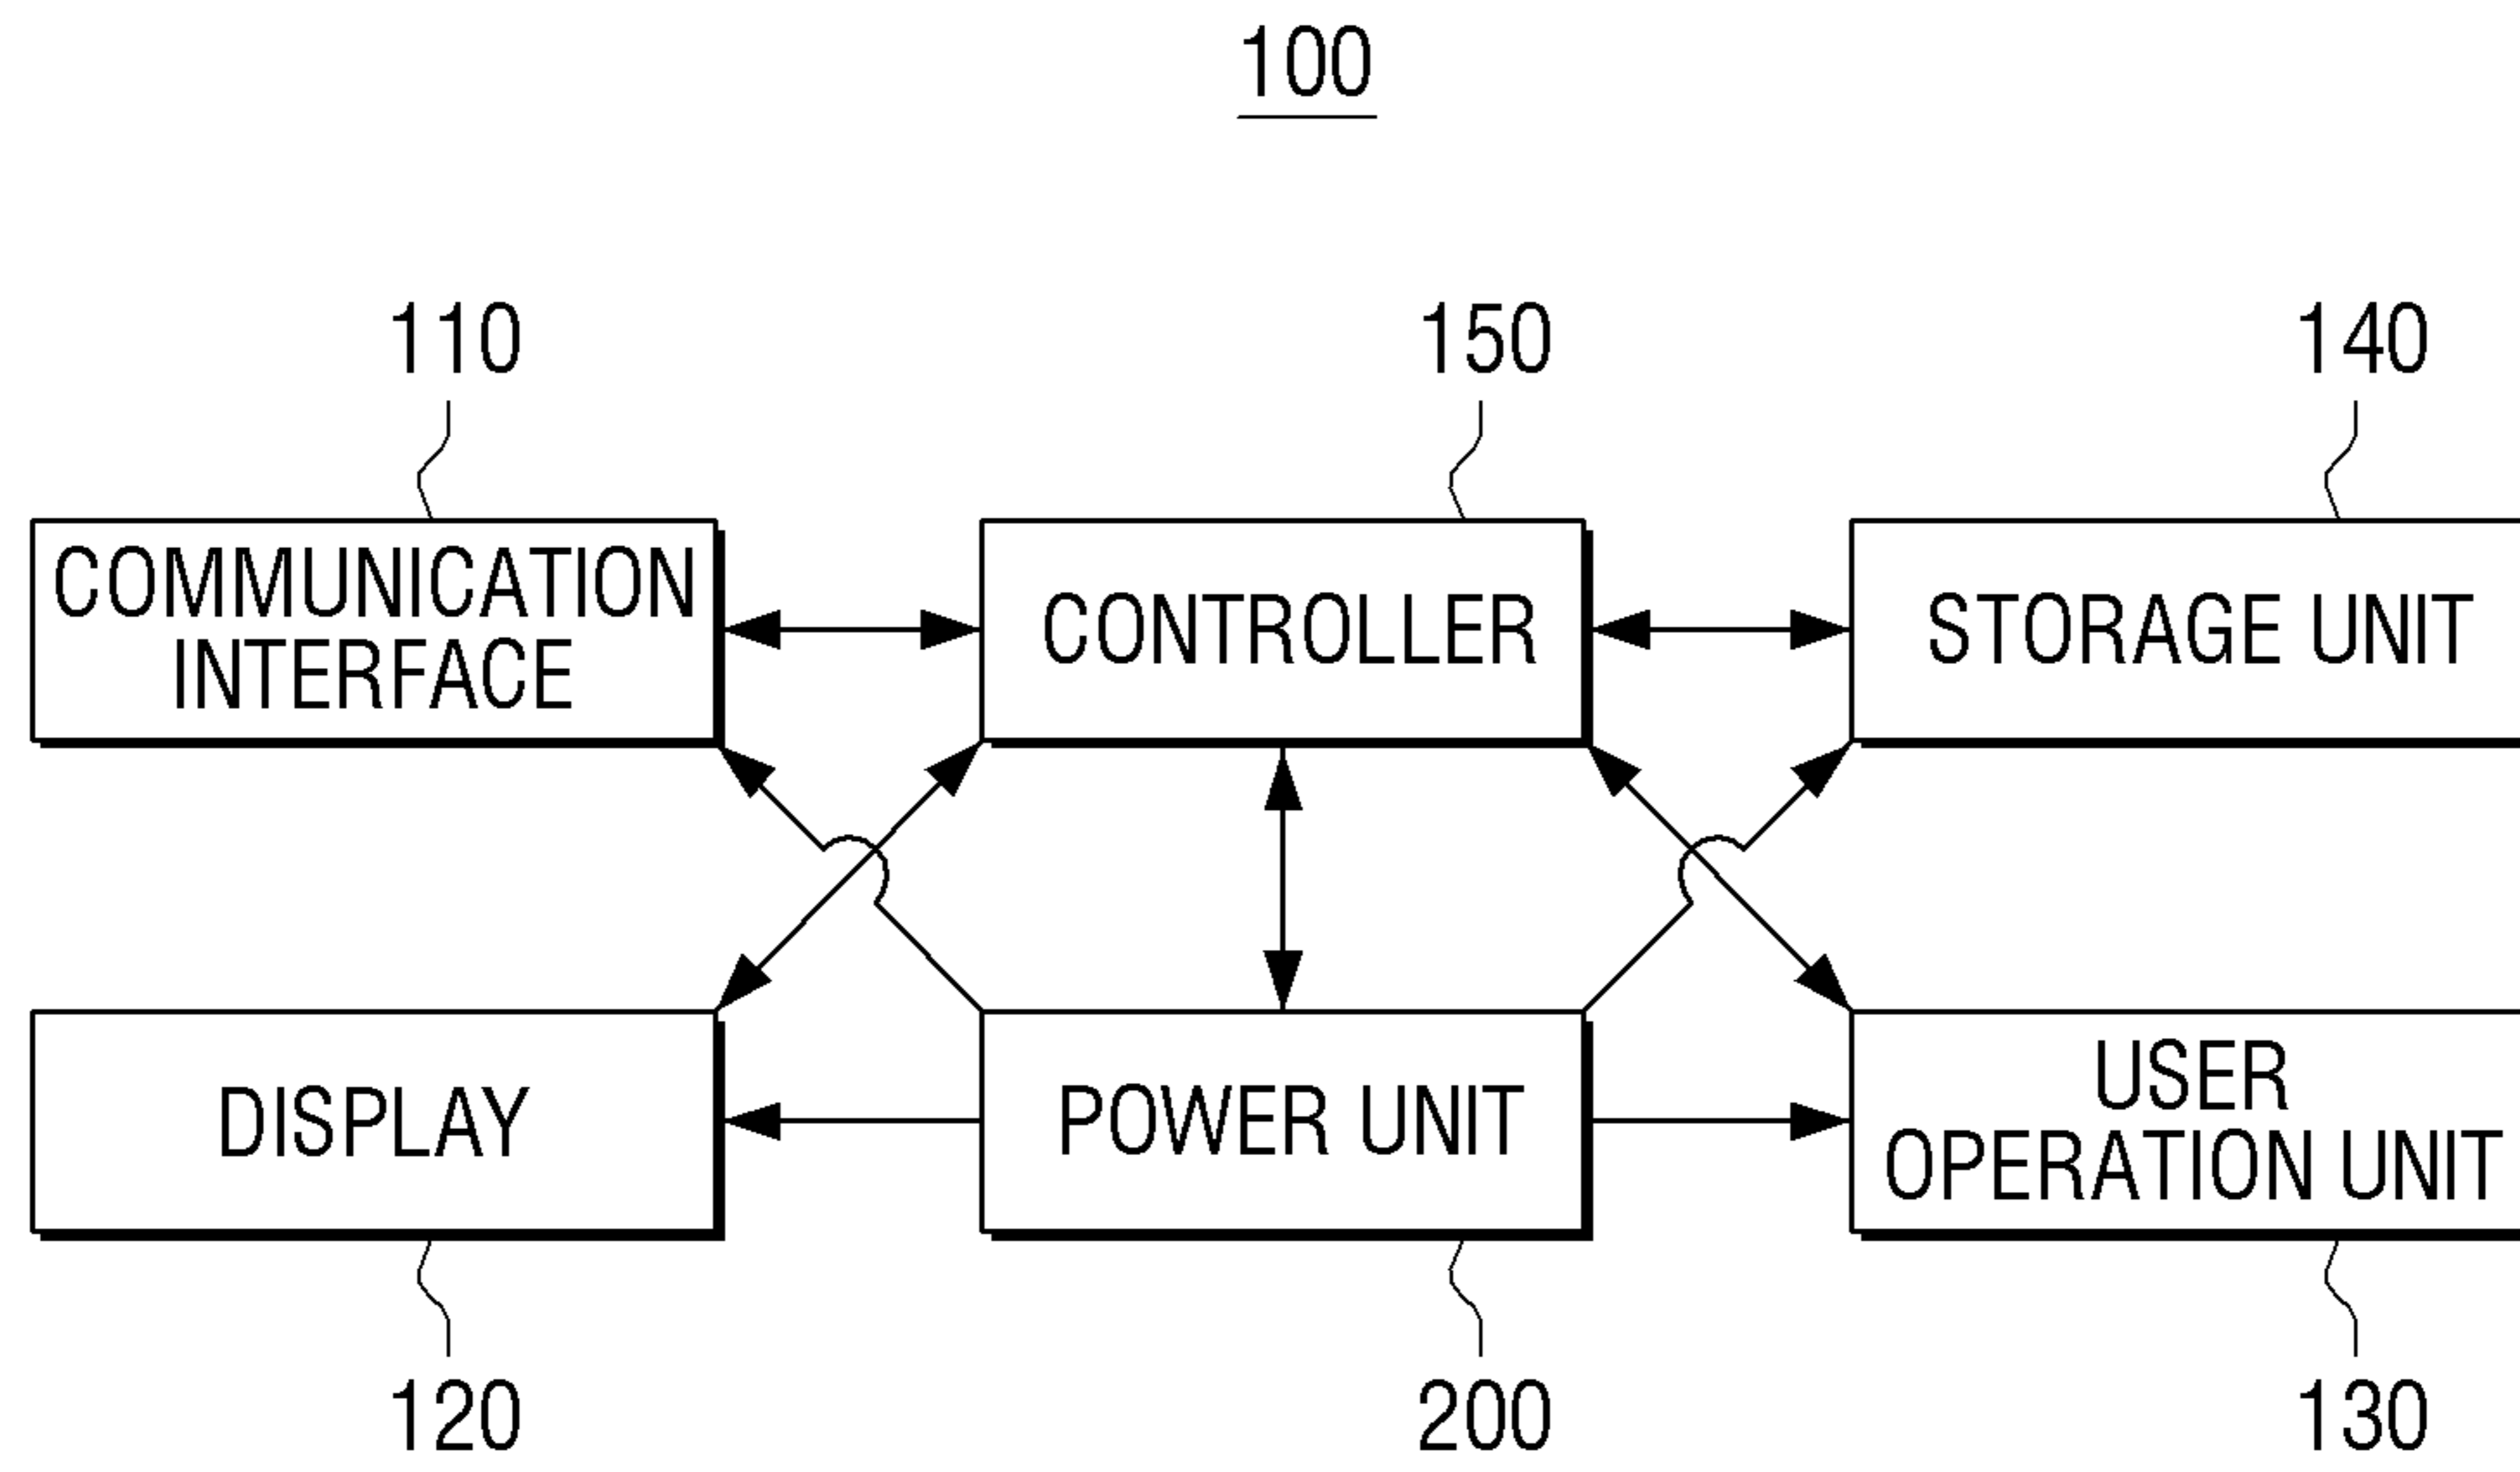 100
110
150
140
COMMUNICATION
INTERFACE
CONTROLLER
STORAGE UNIT
DISPLAY
POWER UNIT
USER
OPERATION UNIT
120
200
130